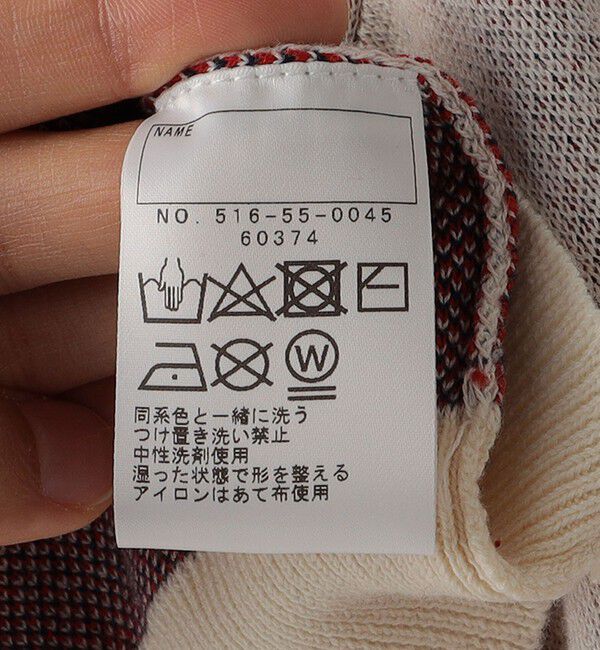 NAME
NO. 516-55-0045
60374
W
同系色と一緒に洗う
つけ置き洗い禁止
中性洗剤使用
湿った状態で形を整える
アイロンはあて布使用